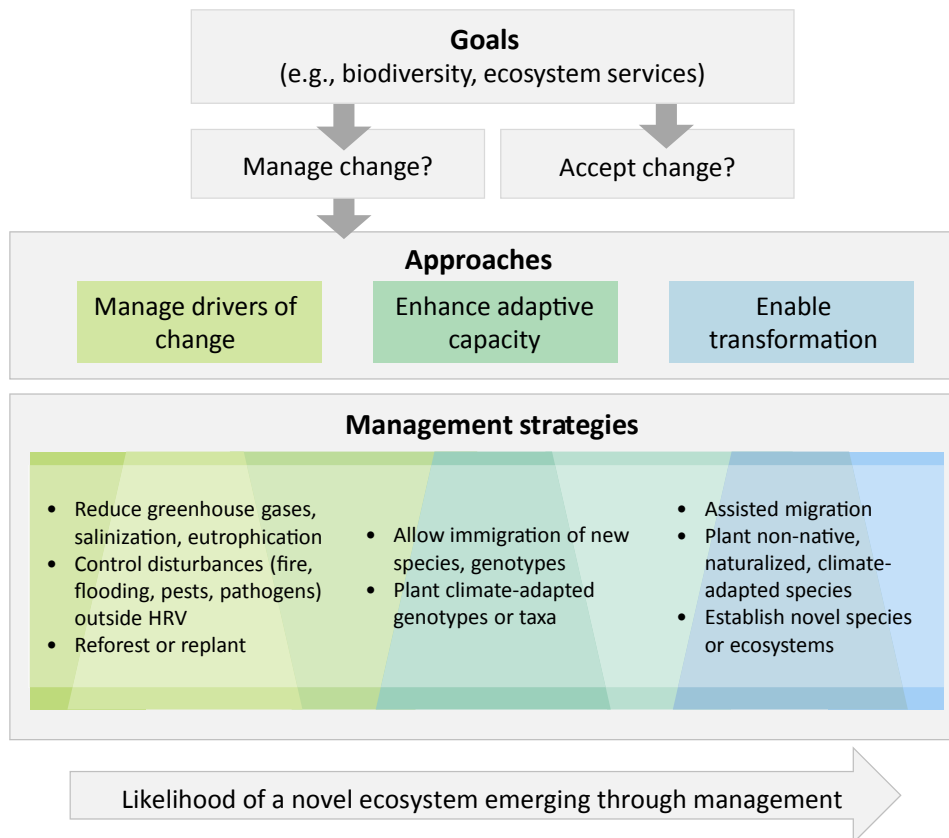 Goals
(e.g., biodiversity, ecosystem services)
Manage change?
Accept change?
Approaches
Manage drivers of
change
Enhance adaptive
capacity
Enable
transformation
Management strategies
• Reduce greenhouse gases,
salinization, eutrophication
• Control disturbances (fire,
flooding, pests, pathogens)
outside HRV
• Reforest or replant
• Allow immigration of new
species, genotypes
• Plant climate-adapted
genotypes or taxa
• Assisted migration
• Plant non-native,
naturalized, climate-
adapted species
• Establish novel species
or ecosystems
Likelihood of a novel ecosystem emerging through management